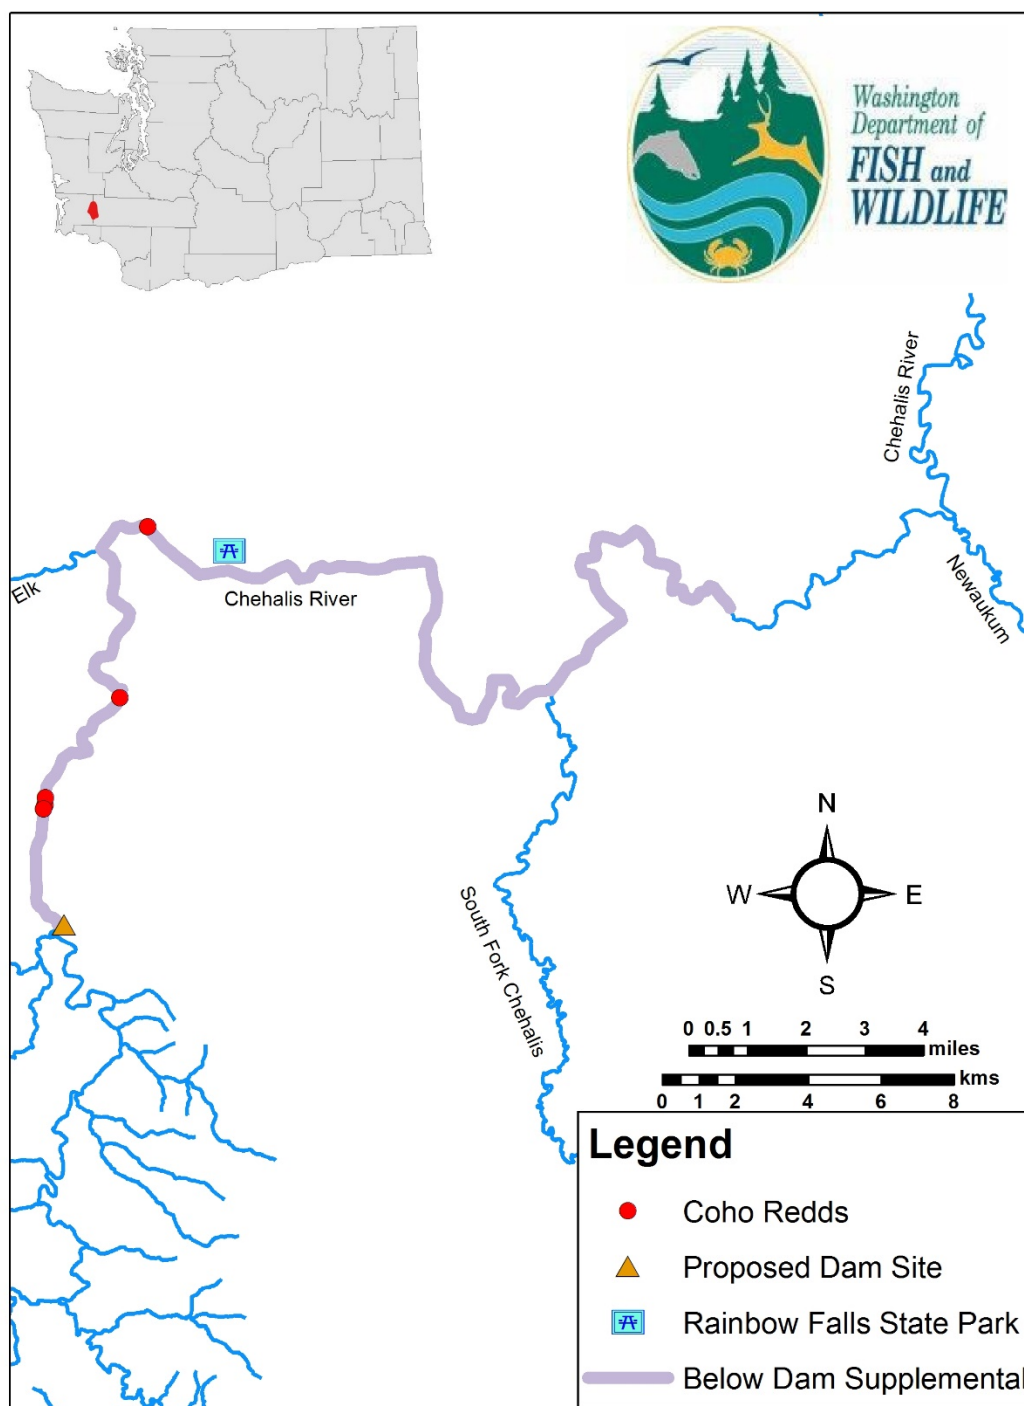 Washington
Department of
FISH and
WILDLIFE
Chehalis River
Elk
Chehalis River
Newaukum
South Fork Chehalis
N
W E
S
0 0.5 1 2 3 4
miles
kms
0 1 2 4 6 8
Legend
Coho Redds
Proposed Dam Site
Rainbow Falls State Park
Below Dam Supplemental